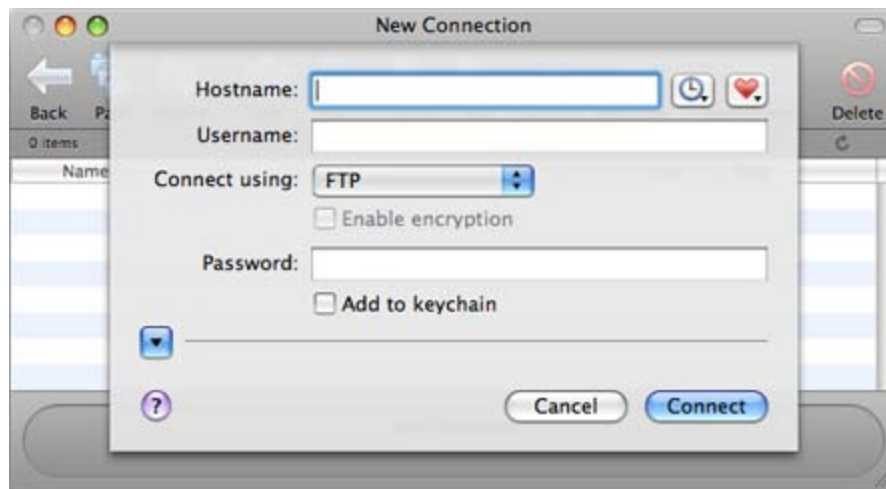 New Connection
Back
Delete
0 items
Name
Hostname:
Username:
Connect using: FTP
Enable encryption
Password:
Add to keychain
?
Cancel Connect